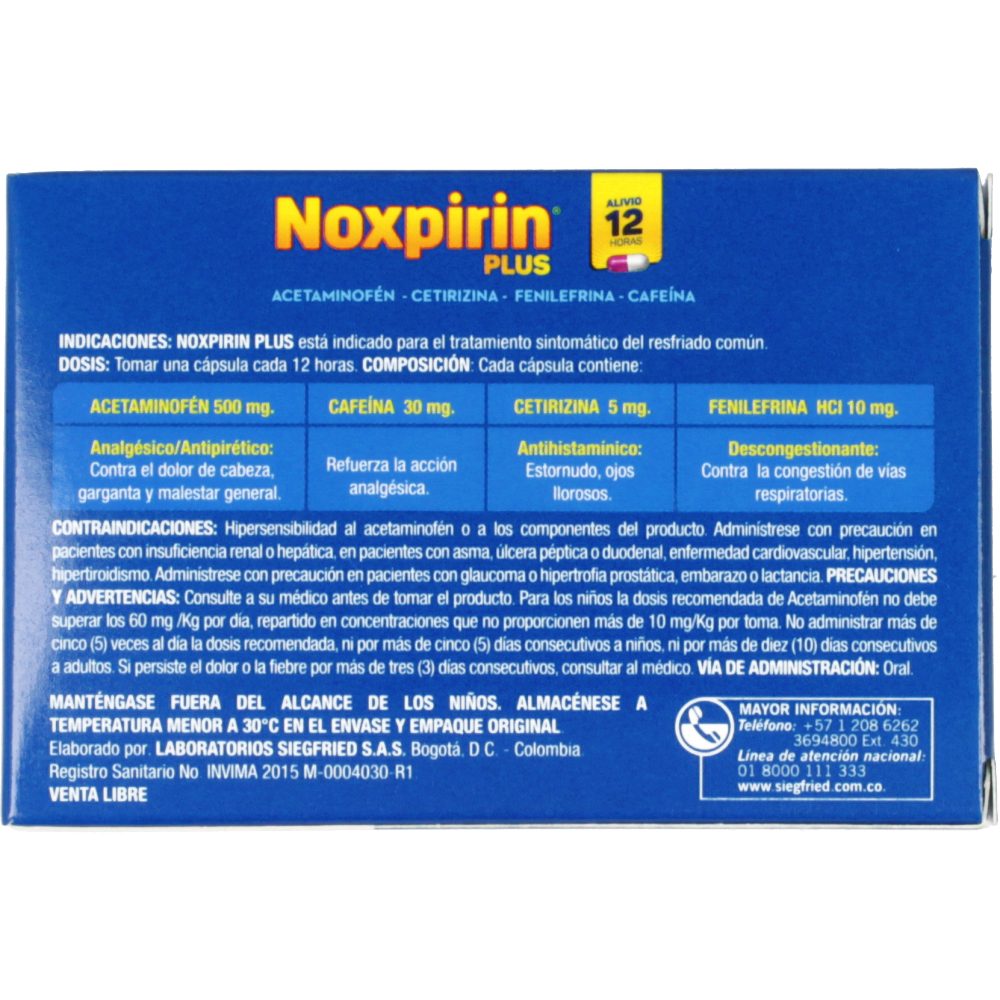 Noxpirin®
PLUS
ALIVIO
12
HORAS
ACETAMINOFÉN - CETIRIZINA - FENILEFRINA - CAFEÍNA
INDICACIONES: NOXPIRIN PLUS está indicado para el tratamiento sintomático del resfriado común.
DOSIS: Tomar una cápsula cada 12 horas. COMPOSICIÓN: Cada cápsula contiene:
ACETAMINOFÉN 500 mg.
Analgésico/Antipirético:
Contra el dolor de cabeza,
garganta y malestar general.
CAFEÍNA 30 mg.
Refuerza la acción
analgésica.
CETIRIZINA 5 mg.
Antihistamínico:
Estornudo, ojos
llorosos.
FENILEFRINA HCl 10 mg.
Descongestionante:
Contra la congestión de vías
respiratorias.
CONTRAINDICACIONES: Hipersensibilidad al acetaminofén o a los componentes del producto. Adminístrese con precaución en
pacientes con insuficiencia renal o hepática, en pacientes con asma, úlcera péptica o duodenal, enfermedad cardiovascular, hipertensión,
hipertiroidismo. Adminístrese con precaución en pacientes con glaucoma o hipertrofia prostática, embarazo o lactancia. PRECAUCIONES
Y ADVERTENCIAS: Consulte a su médico antes de tomar el producto. Para los niños la dosis recomendada de Acetaminofén no debe
superar los 60 mg /Kg por día, repartido en concentraciones que no proporcionen más de 10 mg/Kg por toma. No administrar más de
cinco (5) veces al día la dosis recomendada, ni por más de cinco (5) días consecutivos a niños, ni por más de diez (10) días consecutivos
a adultos. Si persiste el dolor o la fiebre por más de tres (3) días consecutivos, consultar al médico. VÍA DE ADMINISTRACIÓN: Oral.
MANTÉNGASE FUERA DEL ALCANCE DE LOS NIÑOS. ALMACÉNESE A
TEMPERATURA MENOR A 30°C EN EL ENVASE Y EMPAQUE ORIGINAL
Elaborado por. LABORATORIOS SIEGFRIED S.A.S. Bogotá, D.C. - Colombia
Registro Sanitario No INVIMA 2015 M-0004030-R1
VENTA LIBRE
MAYOR INFORMACIÓN:
Teléfono: +57 1 208 6262
3694800 Ext. 430
Línea de atención nacional:
01 8000 111 333
www.siegfried.com.co.